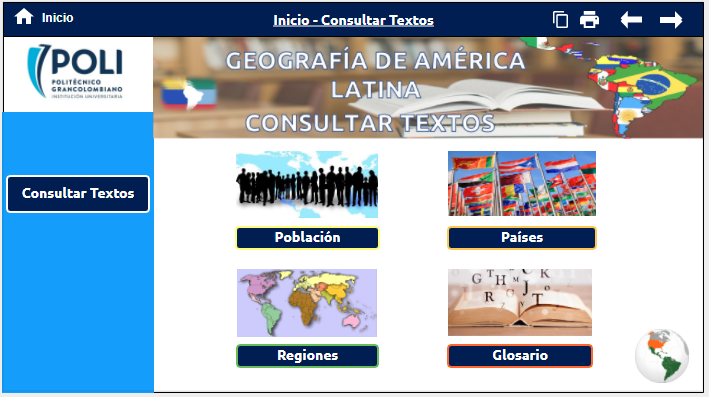 Inicio
Inicio - Consultar Textos
POLI
POLITÉCNICO
GRANCOLOMBIANO
INSTITUCIÓN UNIVERSITARIA
GEOGRAFÍA DE AMÉRICA
LATINA
CONSULTAR TEXTOS
Consultar Textos
Población
Países
G T H M C K
R O J T
Regiones
Glosario